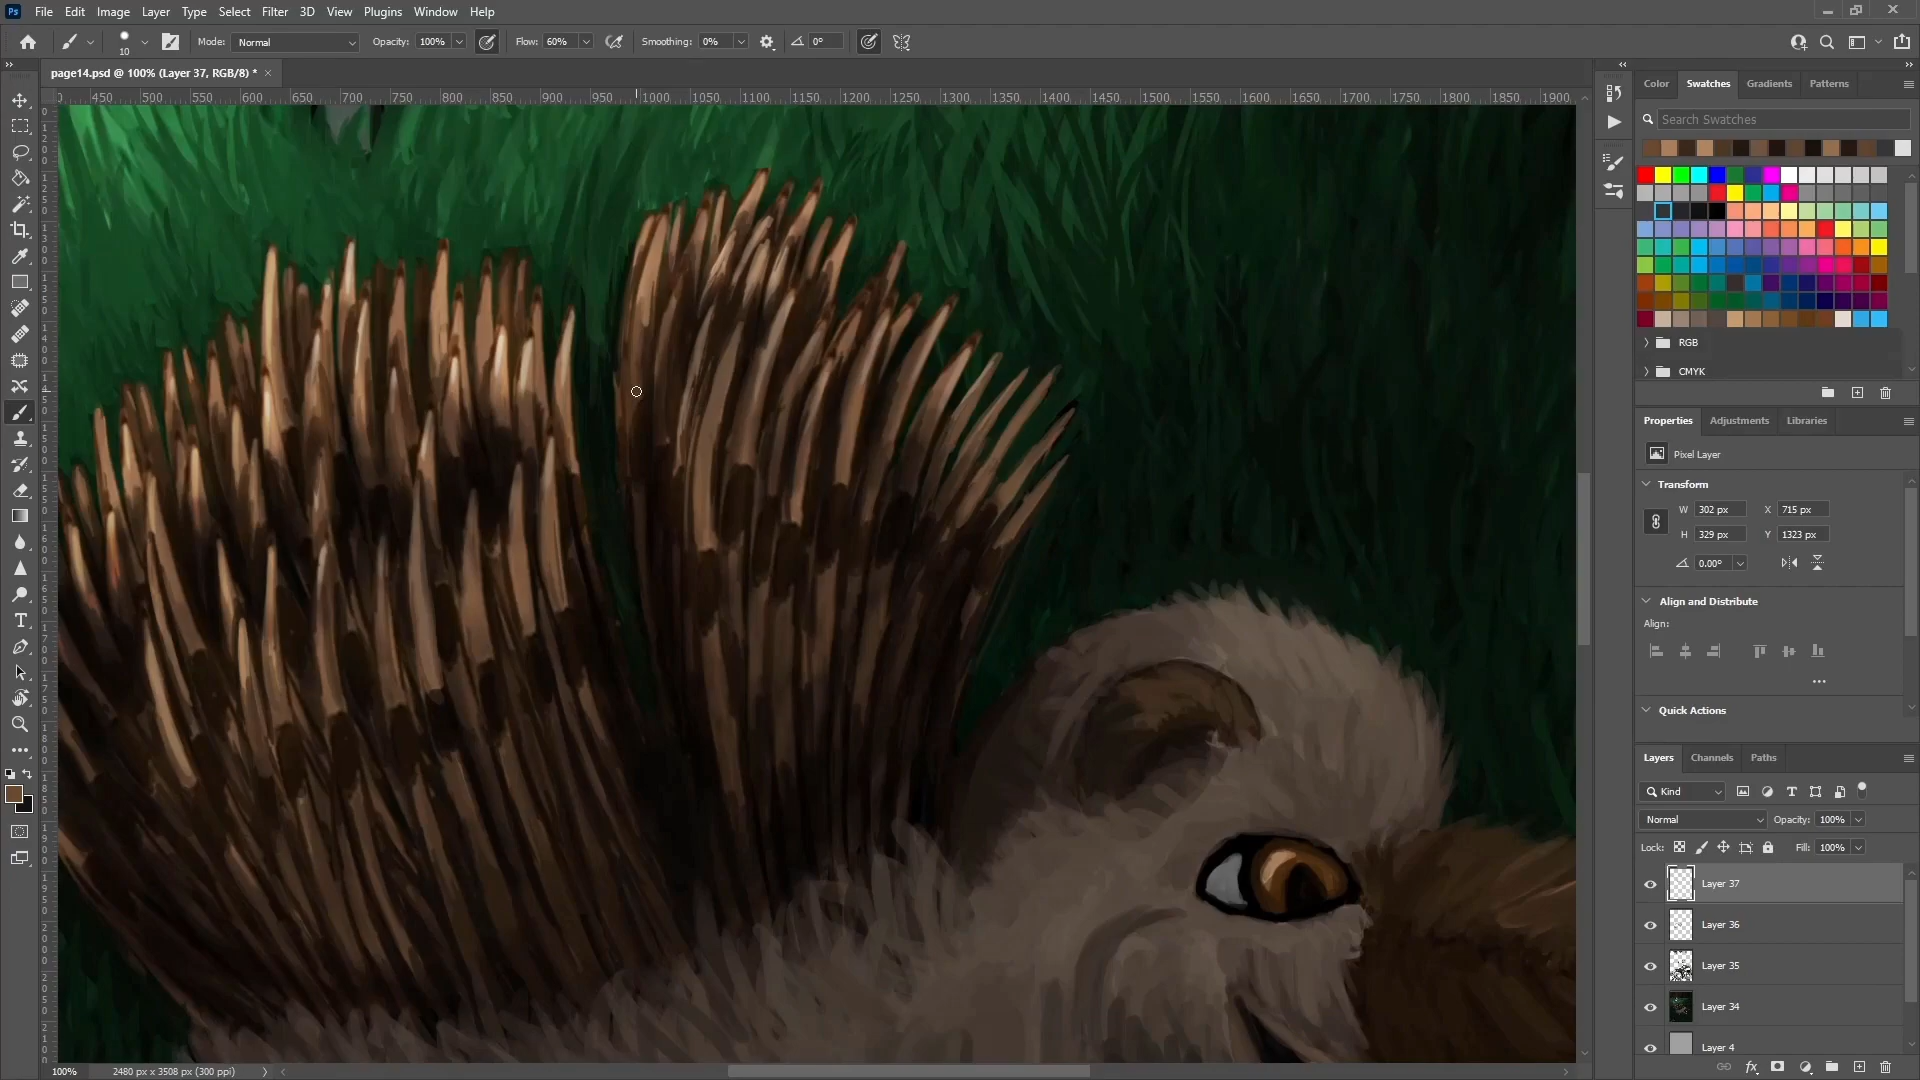 Ps File Edit Image Layer Type Select Filter 3D View Plugins Window Help
10 Mode: Normal Opacity: 100% Flow: 60% Smoothing: 0% 0°
page14.psd @ 100% (Layer 37, RGB/8) * ×
450 500 550 600 650 700 750 800 850 900 950 1000 1050 1100 1150 1200 1250 1300 1350 1400 1450 1500 1550 1600 1650 1700 1750 1800 1850 1900
Color Swatches Gradients Patterns
Search Swatches
RGB
CMYK
Properties Adjustments Libraries
Pixel Layer
Transform
W 302 px X 715 px
H 329 px Y 1323 px
0.00°
Align and Distribute
Align:
Quick Actions
Layers Channels Paths
Kind
Normal Opacity: 100%
Lock: Fill: 100%
Layer 37
Layer 36
Layer 35
Layer 34
Layer 4
100% 2480 px x 3508 px (300 ppi)